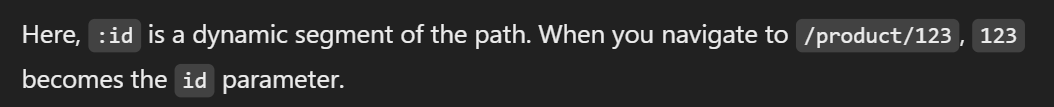 Here, :id is a dynamic segment of the path. When you navigate to /product/123, 123
becomes the id parameter.